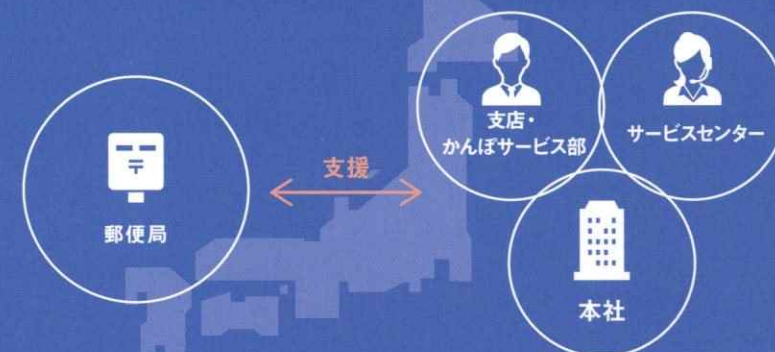 支店・
かんぽサービス部
サービスセンター
支援
〒
郵便局
本社